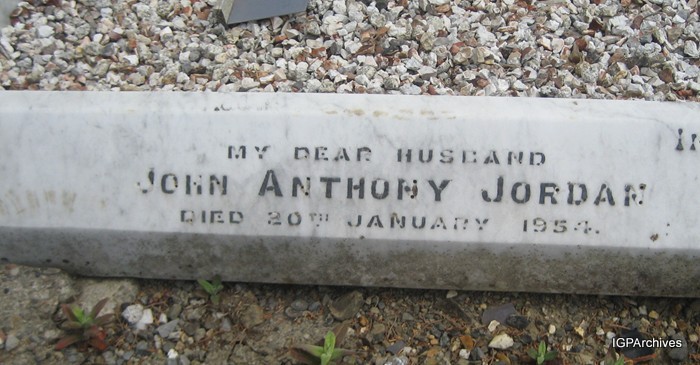 MY DEAR HUSBAND
JOHN ANTHONY JORDAN
DIED 20TH JANUARY 1954.
IGPArchives